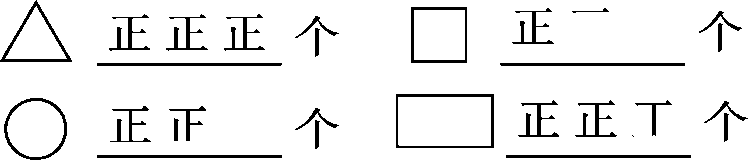 正 正 正 个 正 一 个
正 𝍵 个 正 正 丅 个